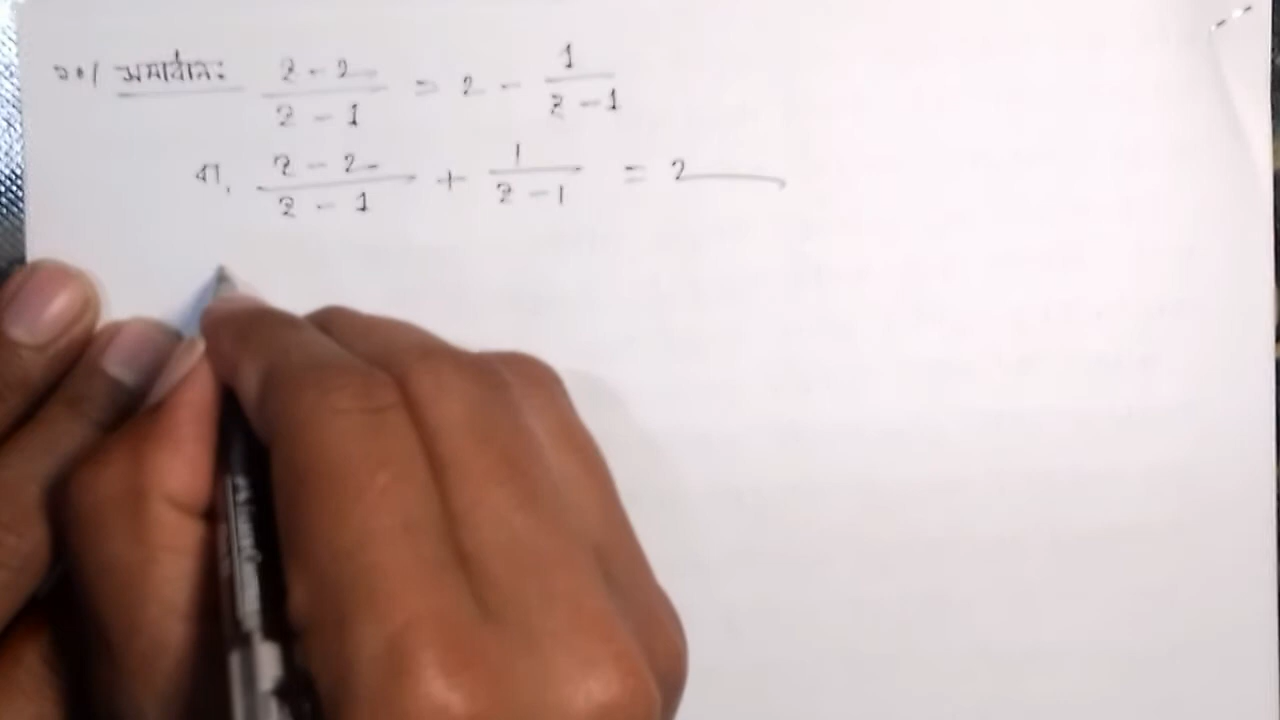 ১০। সমাধান: (z - 2)/(z - 1) = 2 - 1/(z - 1)
বা, (z - 2)/(z - 1) + 1/(z - 1) = 2